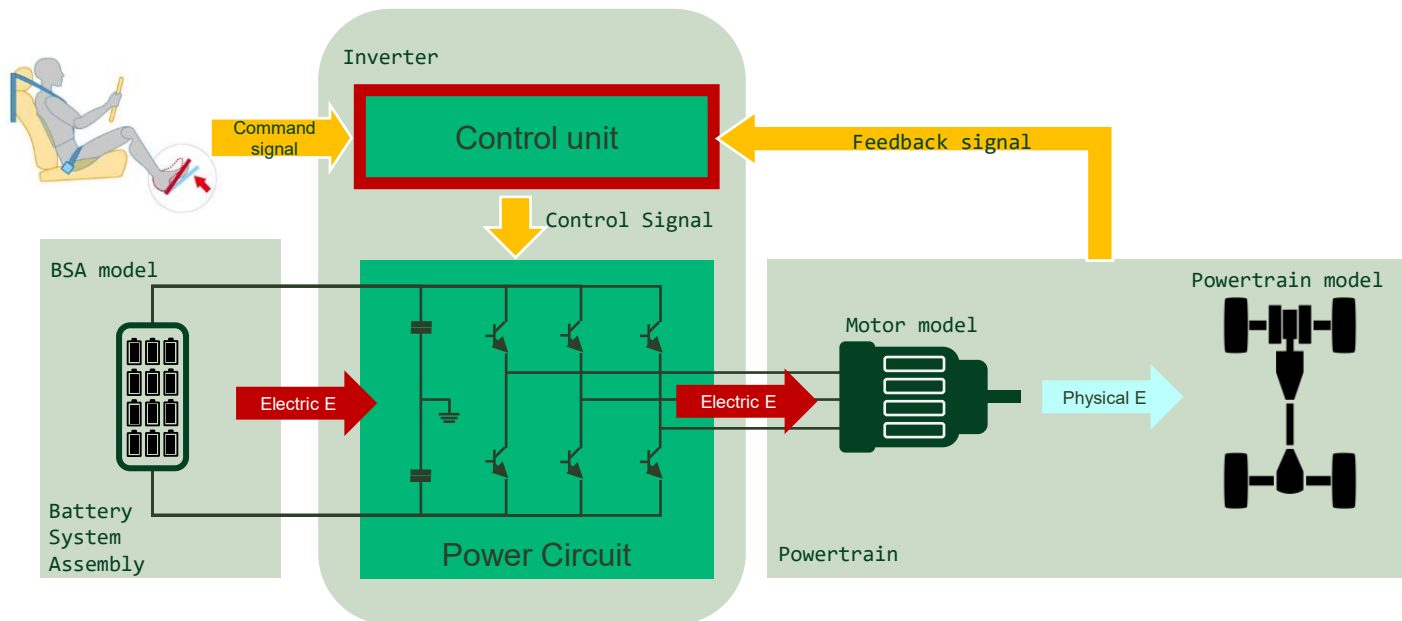 Inverter
Command
signal
Control unit
Feedback signal
Control Signal
BSA model
Powertrain model
Motor model
Electric E
Electric E
Physical E
Battery
System
Assembly
Power Circuit
Powertrain